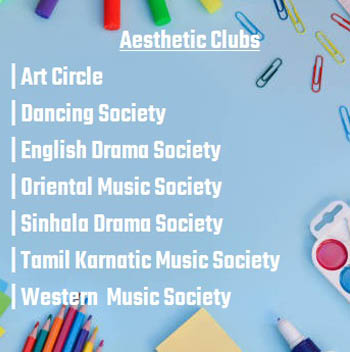 Aesthetic Clubs
| Art Circle
| Dancing Society
| English Drama Society
| Oriental Music Society
| Sinhala Drama Society
| Tamil Karnatic Music Society
| Western Music Society